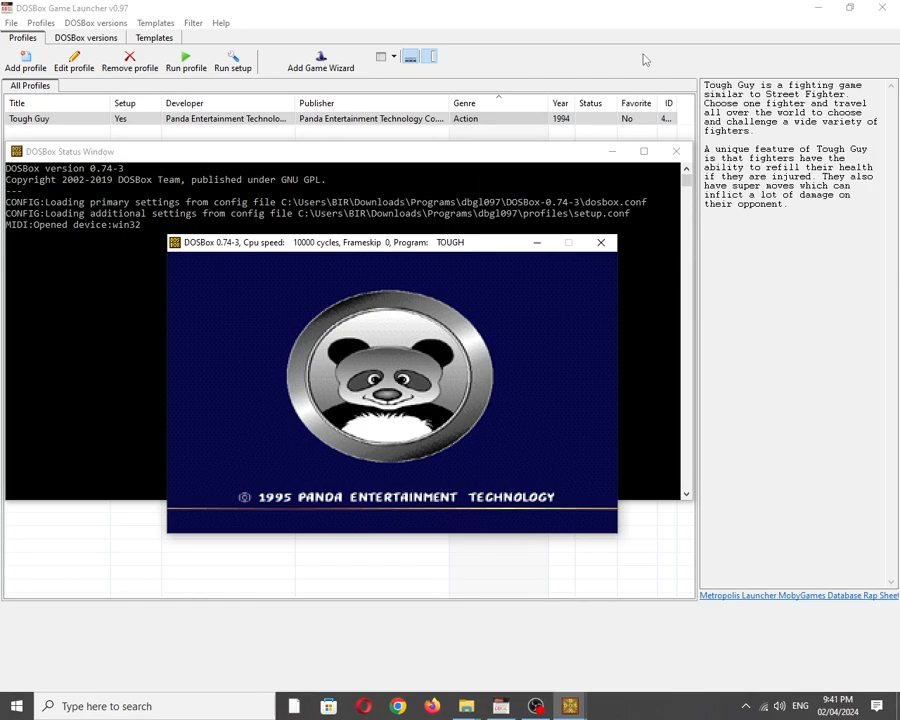 DOSBox Game Launcher v0.97
File Profiles DOSBox versions Templates Filter Help
Profiles DOSBox versions Templates
Add profile Edit profile Remove profile Run profile Run setup Add Game Wizard
All Profiles
Title Setup Developer Publisher Genre Year Status Favorite ID
Tough Guy Yes Panda Entertainment Technolo... Panda Entertainment Technology Co.... Action 1994 No 4...
Tough Guy is a fighting game
similar to Street Fighter.
Choose one fighter and travel
all over the world to choose
and challenge a wide variety of
fighters.
A unique feature of Tough Guy
is that fighters have the
ability to refill their health
if they are injured. They also
have super moves which can
inflict a lot of damage on
their opponent.
DOSBox Status Window
DOSBox version 0.74-3
Copyright 2002-2019 DOSBox Team, published under GNU GPL.
---
CONFIG:Loading primary settings from config file C:\Users\BIR\Downloads\Programs\dbgl097\DOSBox-0.74-3\dosbox.conf
CONFIG:Loading additional settings from config file C:\Users\BIR\Downloads\Programs\dbgl097\profiles\setup.conf
MIDI:Opened device:win32
DOSBox 0.74-3, Cpu speed: 10000 cycles, Frameskip 0, Program: TOUGH
© 1995 PANDA ENTERTAINMENT TECHNOLOGY
Metropolis Launcher MobyGames Database Rap Sheet
Type here to search
ENG
9:41 PM
02/04/2024